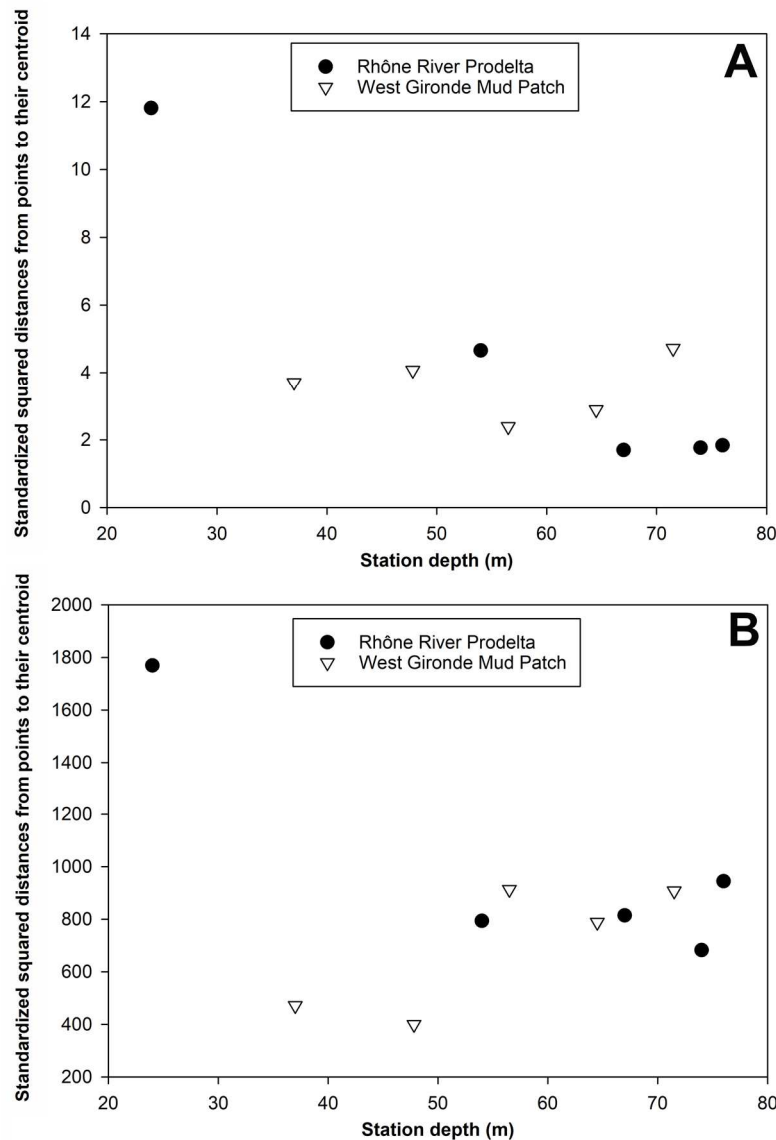 Standardized squared distances from points to their centroid
14
12
10
8
6
4
2
0
Rhône River Prodelta
West Gironde Mud Patch
A
20 30 40 50 60 70 80
Station depth (m)
Standardized squared distances from points to their centroid
2000
1800
1600
1400
1200
1000
800
600
400
200
Rhône River Prodelta
West Gironde Mud Patch
B
20 30 40 50 60 70 80
Station depth (m)